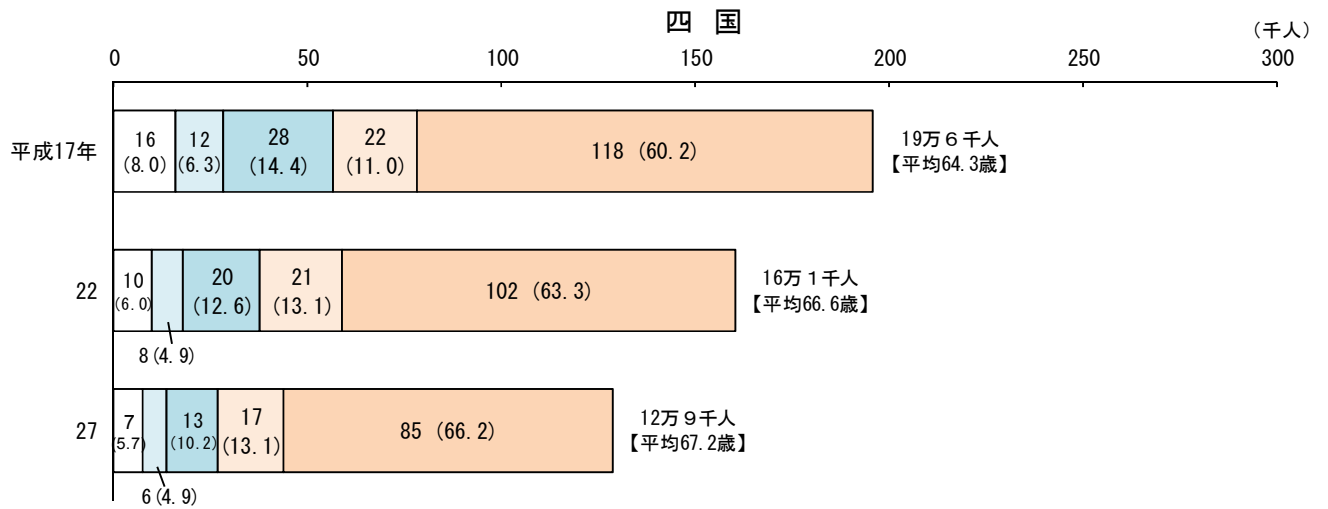 四　国
（千人）
0 50 100 150 200 250 300
平成17年
16
(8.0)
12
(6.3)
28
(14.4)
22
(11.0)
118 (60.2)
19万６千人
【平均64.3歳】
22
10
(6.0)
8(4.9)
20
(12.6)
21
(13.1)
102 (63.3)
16万１千人
【平均66.6歳】
27
7
(5.7)
6(4.9)
13
(10.2)
17
(13.1)
85 (66.2)
12万９千人
【平均67.2歳】